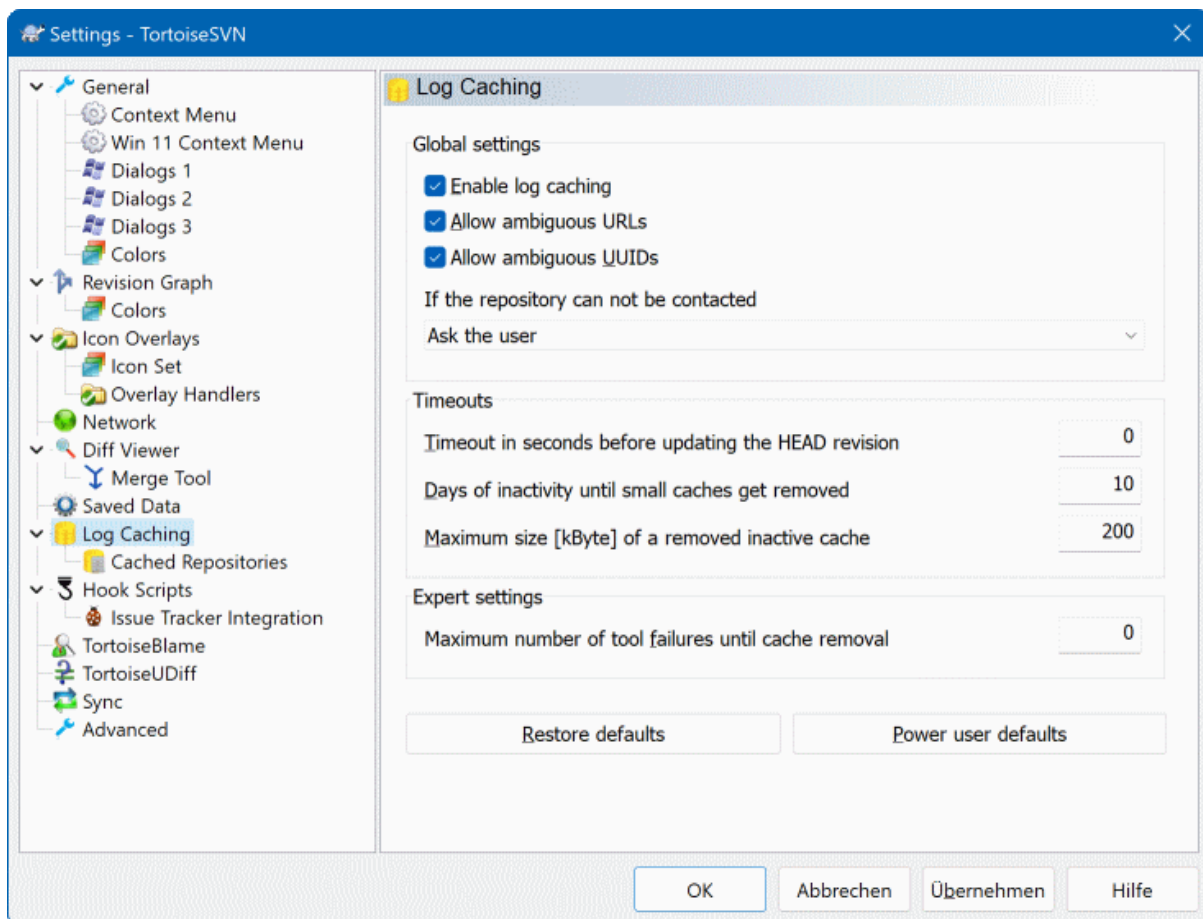 Settings - TortoiseSVN
General
Context Menu
Win 11 Context Menu
Dialogs 1
Dialogs 2
Dialogs 3
Colors
Revision Graph
Colors
Icon Overlays
Icon Set
Overlay Handlers
Network
Diff Viewer
Merge Tool
Saved Data
Log Caching
Cached Repositories
Hook Scripts
Issue Tracker Integration
TortoiseBlame
TortoiseUDiff
Sync
Advanced
Log Caching
Global settings
Enable log caching
Allow ambiguous URLs
Allow ambiguous UUIDs
If the repository can not be contacted
Ask the user
Timeouts
Timeout in seconds before updating the HEAD revision 0
Days of inactivity until small caches get removed 10
Maximum size [kByte] of a removed inactive cache 200
Expert settings
Maximum number of tool failures until cache removal 0
Restore defaults Power user defaults
OK Abbrechen Übernehmen Hilfe